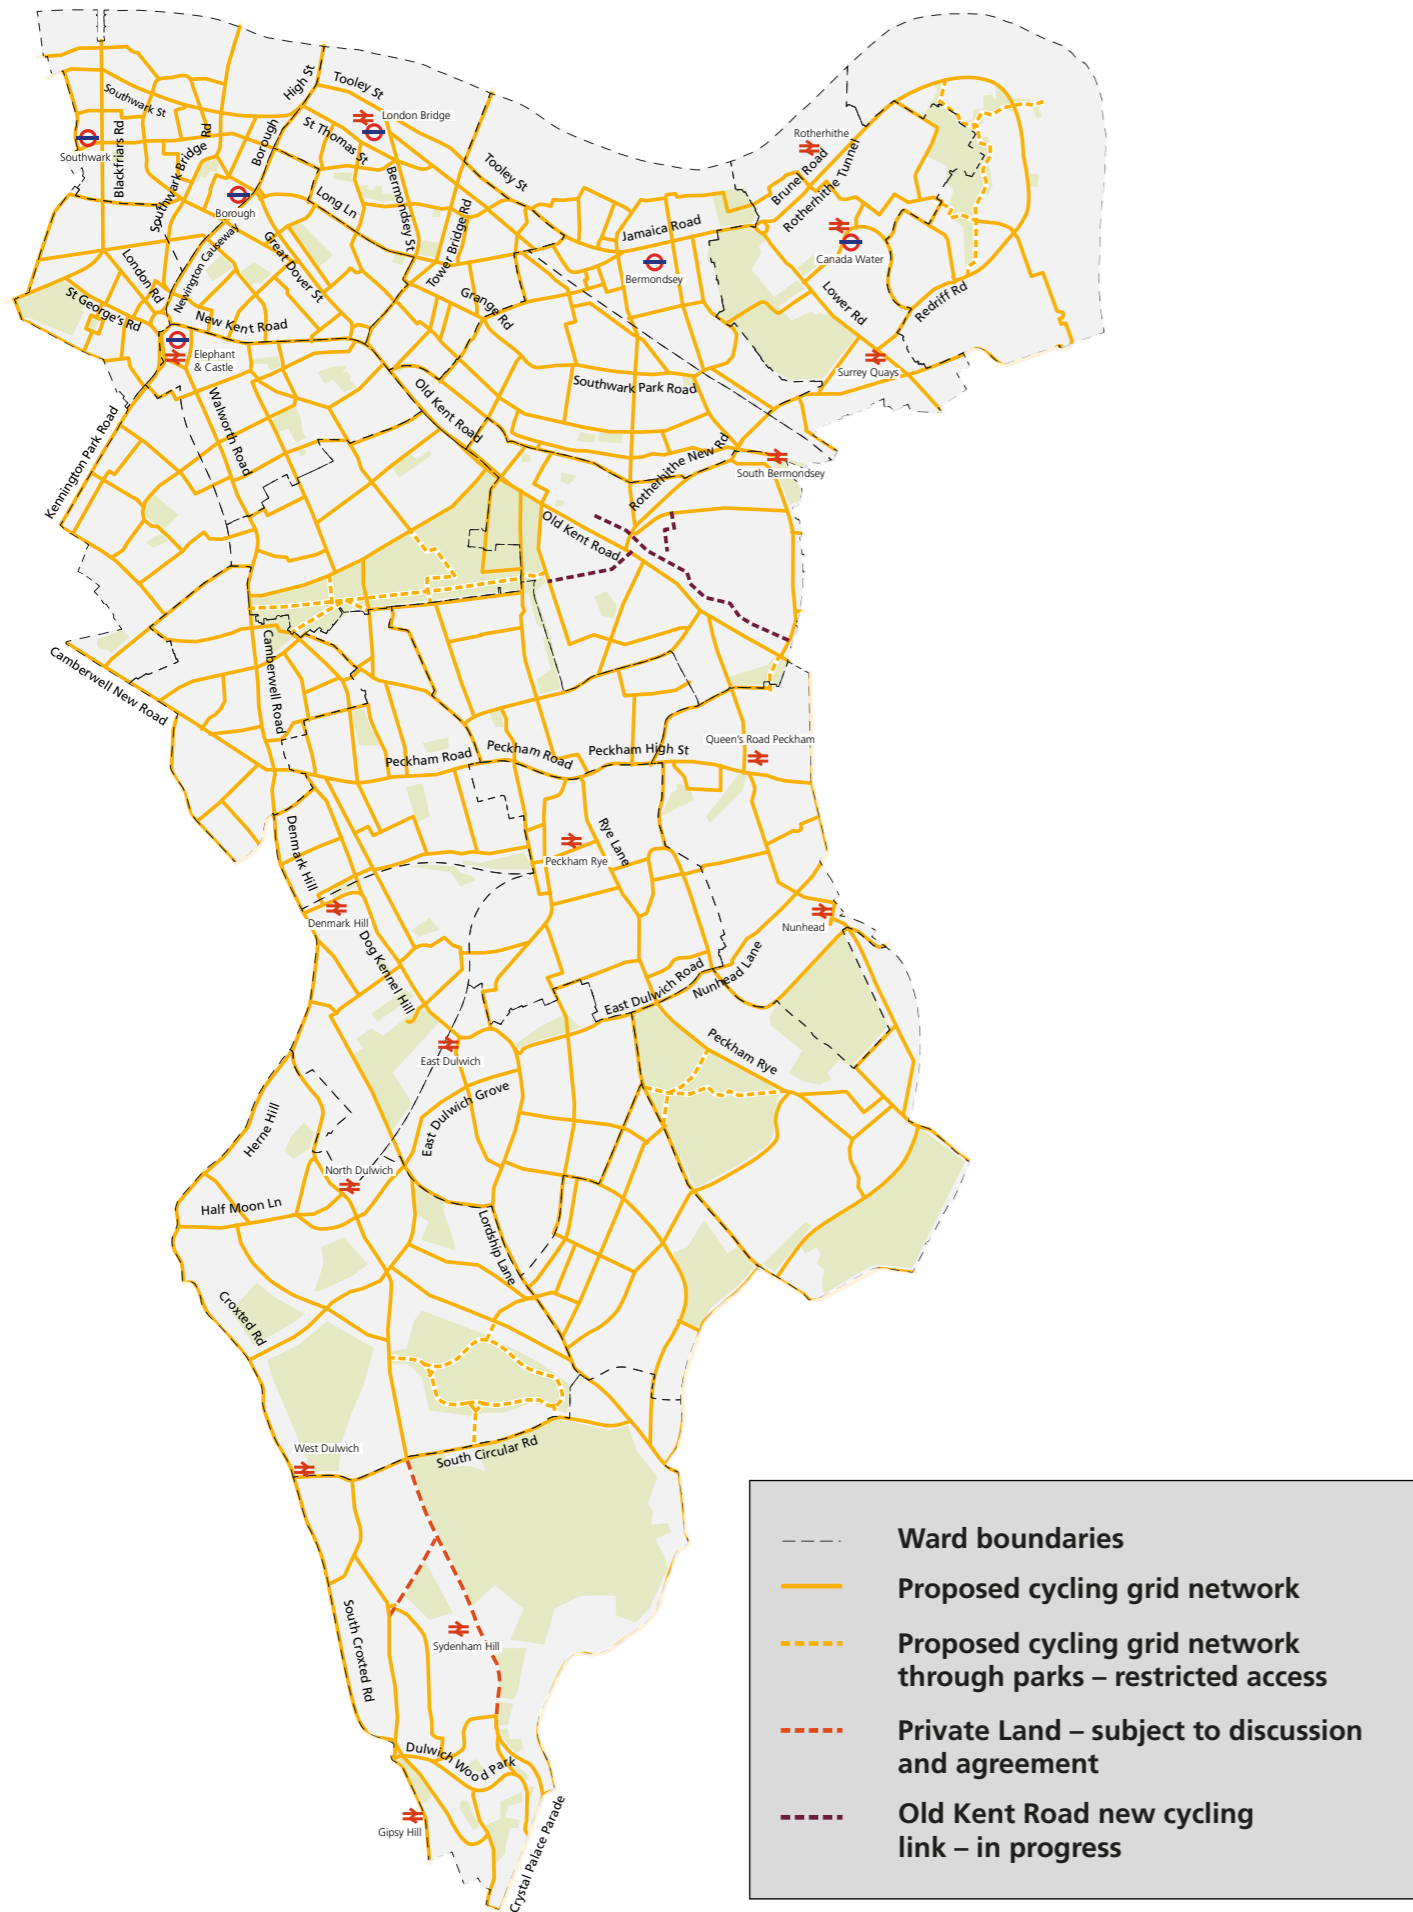 High St
Tooley St
London Bridge
Southwark St
St Thomas St
Borough
Southwark
Blackfriars Rd
Southwark Bridge Rd
Tooley St
Bermondsey St
Long Ln
Borough
Tower Bridge Rd
Rotherhithe
Brunel Road
Rotherhithe Tunnel
Jamaica Road
Bermondsey
Canada Water
Newington Causeway
Great Dover St
London Rd
St George's Rd
New Kent Road
Grange Rd
Lower Rd
Redriff Rd
Elephant
& Castle
Surrey Quays
Southwark Park Road
Old Kent Road
Walworth Road
Kennington Park Road
Rotherhithe New Rd
South Bermondsey
Old Kent Road
Camberwell Road
Camberwell New Road
Peckham Road
Peckham Road
Peckham High St
Queen's Road Peckham
Denmark Hill
Rye Lane
Peckham Rye
Denmark Hill
Nunhead
Dog Kennel Hill
East Dulwich Road
Nunhead Lane
East Dulwich
Peckham Rye
East Dulwich Grove
Herne Hill
North Dulwich
Half Moon Ln
Lordship Lane
Croxted Rd
West Dulwich
South Circular Rd
South Croxted Rd
Sydenham Hill
Dulwich Wood Park
Gipsy Hill
Crystal Palace Parade
Ward boundaries
Proposed cycling grid network
Proposed cycling grid network
through parks – restricted access
Private Land – subject to discussion
and agreement
Old Kent Road new cycling
link – in progress